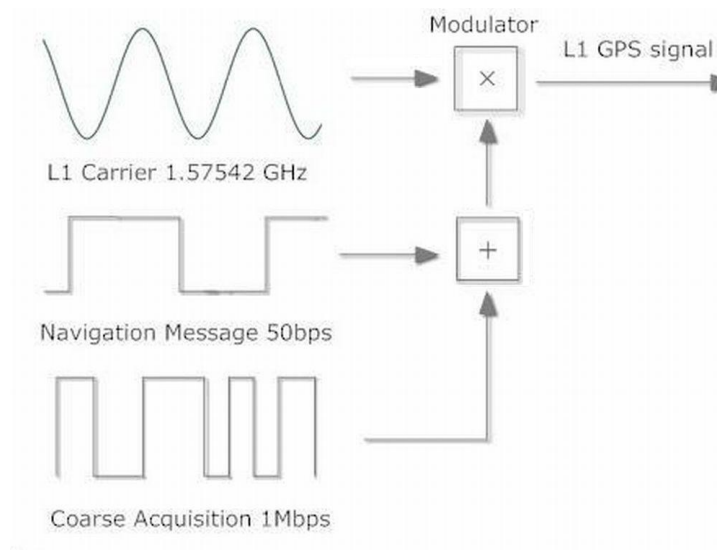 Modulator
L1 GPS signal
×
L1 Carrier 1.57542 GHz
+
Navigation Message 50bps
Coarse Acquisition 1Mbps